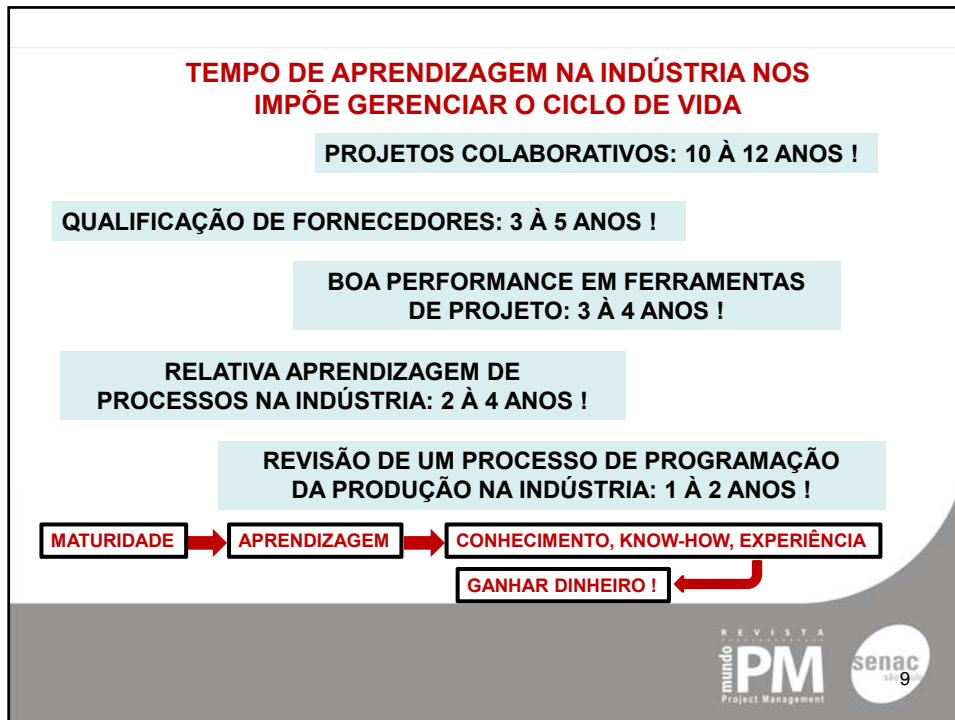 TEMPO DE APRENDIZAGEM NA INDÚSTRIA NOS
IMPÕE GERENCIAR O CICLO DE VIDA
PROJETOS COLABORATIVOS: 10 À 12 ANOS !
QUALIFICAÇÃO DE FORNECEDORES: 3 À 5 ANOS !
BOA PERFORMANCE EM FERRAMENTAS
DE PROJETO: 3 À 4 ANOS !
RELATIVA APRENDIZAGEM DE
PROCESSOS NA INDÚSTRIA: 2 À 4 ANOS !
REVISÃO DE UM PROCESSO DE PROGRAMAÇÃO
DA PRODUÇÃO NA INDÚSTRIA: 1 À 2 ANOS !
MATURIDADE
APRENDIZAGEM
CONHECIMENTO, KNOW-HOW, EXPERIÊNCIA
GANHAR DINHEIRO !
REVISTA
mundo
PM
Project Management
senac
são
9